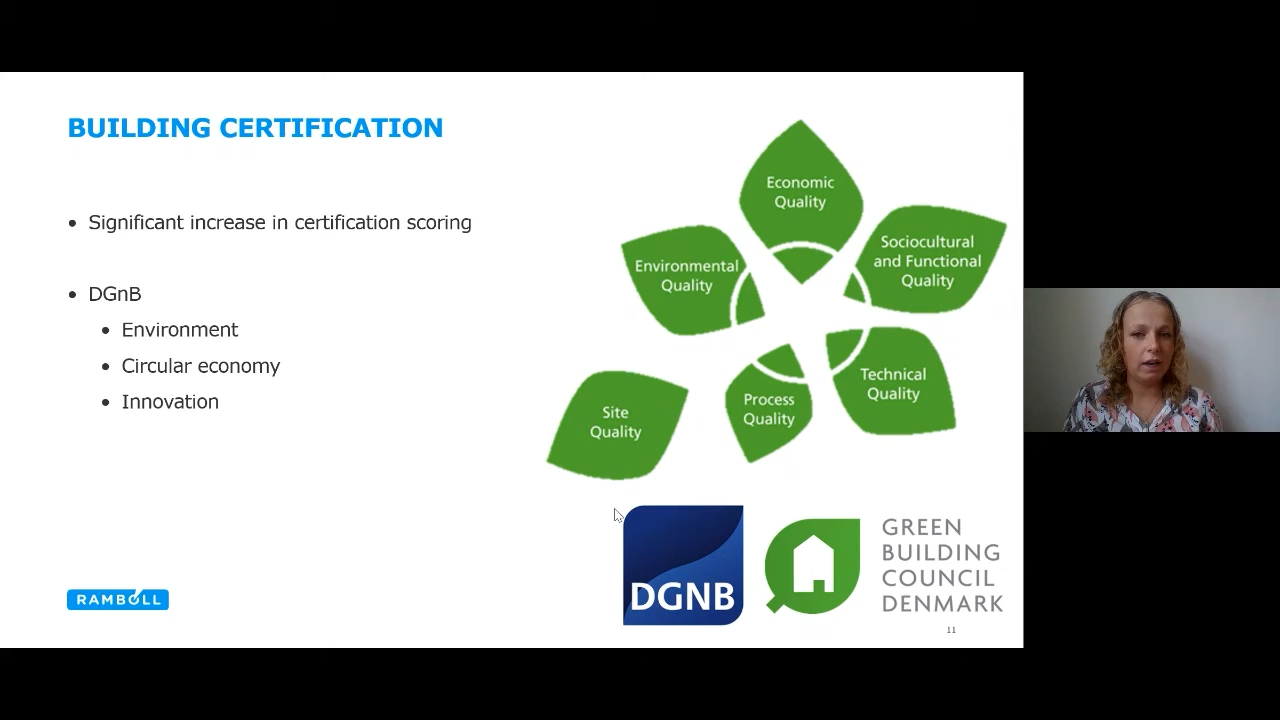 BUILDING CERTIFICATION
• Significant increase in certification scoring
• DGnB
• Environment
• Circular economy
• Innovation
Economic
Quality
Sociocultural
and Functional
Quality
Environmental
Quality
Technical
Quality
Process
Quality
Site
Quality
DGNB
GREEN
BUILDING
COUNCIL
DENMARK
RAMBOLL
11